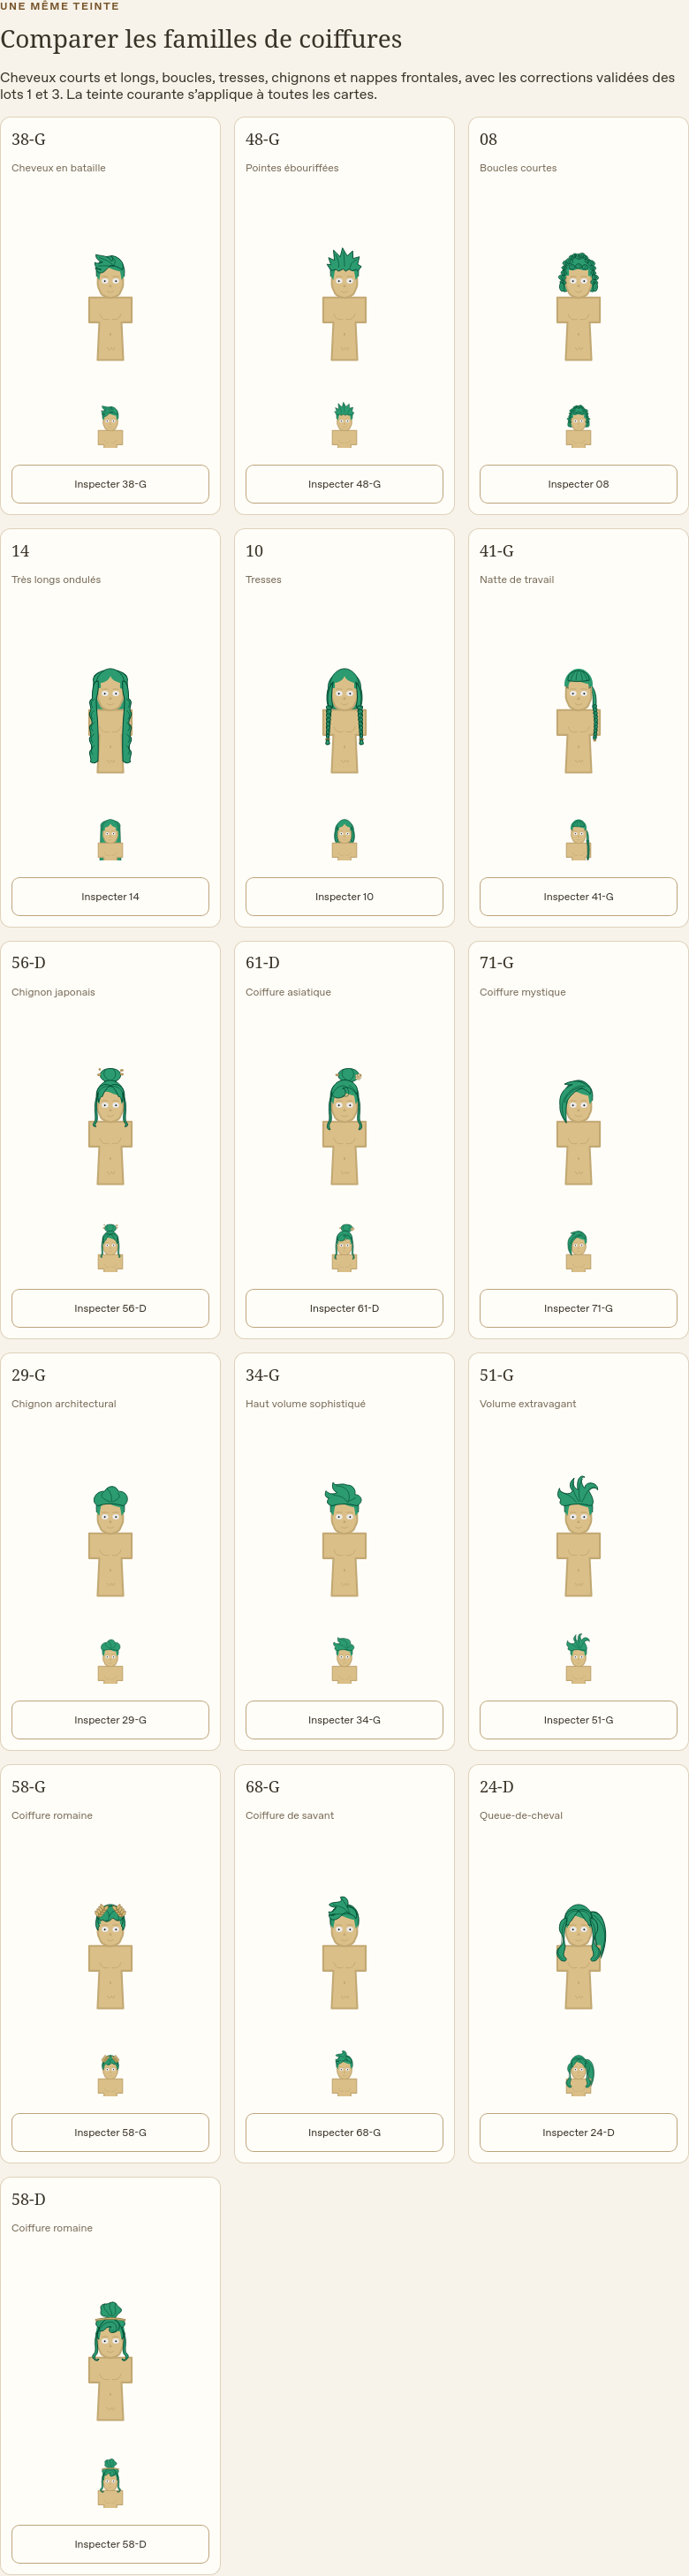 UNE MÊME TEINTE
Comparer les familles de coiffures
Cheveux courts et longs, boucles, tresses, chignons et nappes frontales, avec les corrections validées des
lots 1 et 3. La teinte courante s’applique à toutes les cartes.
38-G
Cheveux en bataille
Inspecter 38-G
48-G
Pointes ébouriffées
Inspecter 48-G
08
Boucles courtes
Inspecter 08
14
Très longs ondulés
Inspecter 14
10
Tresses
Inspecter 10
41-G
Natte de travail
Inspecter 41-G
56-D
Chignon japonais
Inspecter 56-D
61-D
Coiffure asiatique
Inspecter 61-D
71-G
Coiffure mystique
Inspecter 71-G
29-G
Chignon architectural
Inspecter 29-G
34-G
Haut volume sophistiqué
Inspecter 34-G
51-G
Volume extravagant
Inspecter 51-G
58-G
Coiffure romaine
Inspecter 58-G
68-G
Coiffure de savant
Inspecter 68-G
24-D
Queue-de-cheval
Inspecter 24-D
58-D
Coiffure romaine
Inspecter 58-D